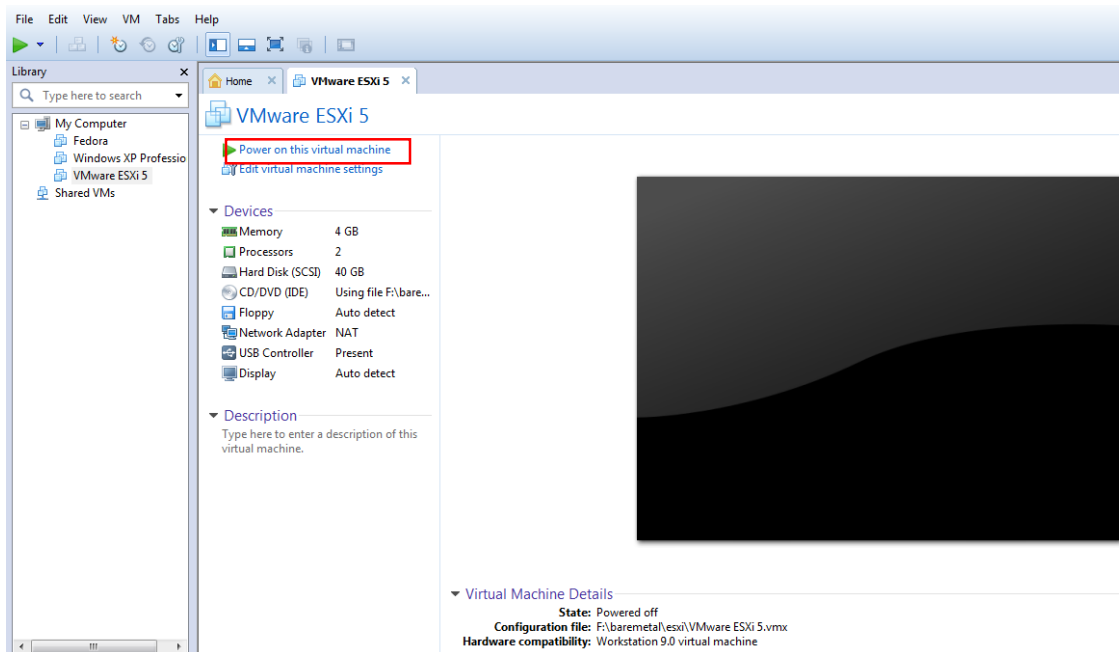 File Edit View VM Tabs Help
Library
Type here to search
My Computer
Fedora
Windows XP Professio
VMware ESXi 5
Shared VMs
Home
VMware ESXi 5
VMware ESXi 5
Power on this virtual machine
Edit virtual machine settings
Devices
Memory 4 GB
Processors 2
Hard Disk (SCSI) 40 GB
CD/DVD (IDE) Using file F:\bare...
Floppy Auto detect
Network Adapter NAT
USB Controller Present
Display Auto detect
Description
Type here to enter a description of this
virtual machine.
Virtual Machine Details
State: Powered off
Configuration file: F:\baremetal\esxi\VMware ESXi 5.vmx
Hardware compatibility: Workstation 9.0 virtual machine